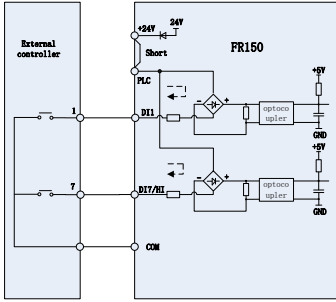 +24V 24V
External
controller
FR150
Short
+5V
PLC
1 DI1 - + optoco
upler
GND
+5V
7 DI7/HI - + optoco
upler
GND
COM